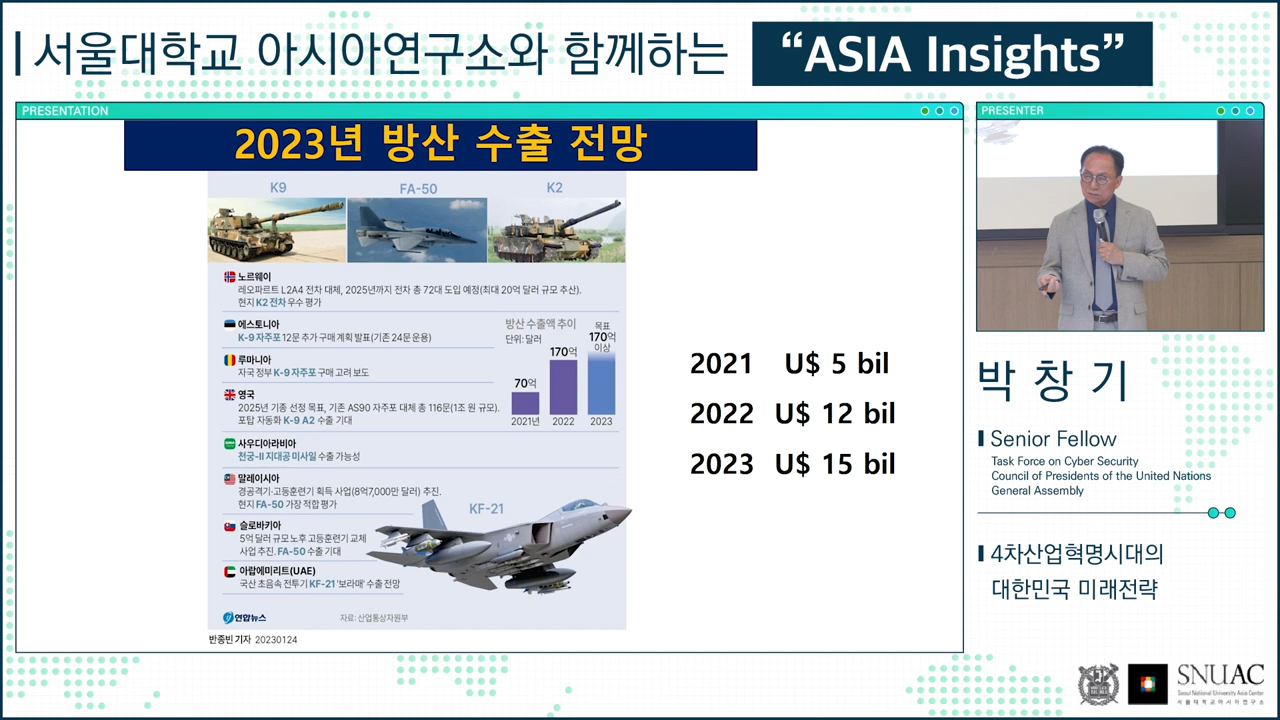 서울대학교 아시아연구소와 함께하는 “ASIA Insights”
PRESENTATION
2023년 방산 수출 전망
K9 FA-50 K2
노르웨이
레오파르트 L2A4 전차 대체, 2025년까지 전차 총 72대 도입 예정(최대 20억 달러 규모 추산).
현지 K2 전차 우수 평가
에스토니아
K-9 자주포 12문 추가 구매 계획 발표(기존 24문 운용)
루마니아
자국 정부 K-9 자주포 구매 고려 보도
영국
2025년 기종 선정 목표, 기존 AS90 자주포 대체 총 116문(1조 원 규모).
포탑 자동화 K-9 A2 수출 기대
사우디아라비아
천궁-II 지대공 미사일 수출 가능성
말레이시아
경공격기·고등훈련기 획득 사업(8억7,000만 달러) 추진.
현지 FA-50 가장 적합 평가
슬로바키아
5억 달러 규모 노후 고등훈련기 교체
사업 추진. FA-50 수출 기대
아랍에미리트(UAE)
국산 초음속 전투기 KF-21 '보라매' 수출 전망
방산 수출액 추이
단위: 달러
70억
170억
목표
170억
이상
2021년 2022 2023
KF-21
연합뉴스
자료: 산업통상자원부
반종빈 기자 20230124
2021 U$ 5 bil
2022 U$ 12 bil
2023 U$ 15 bil
PRESENTER
박 창 기
Senior Fellow
Task Force on Cyber Security
Council of Presidents of the United Nations
General Assembly
4차산업혁명시대의
대한민국 미래전략
SNUAC
Seoul National University Asia Center
서울대학교아시아연구소